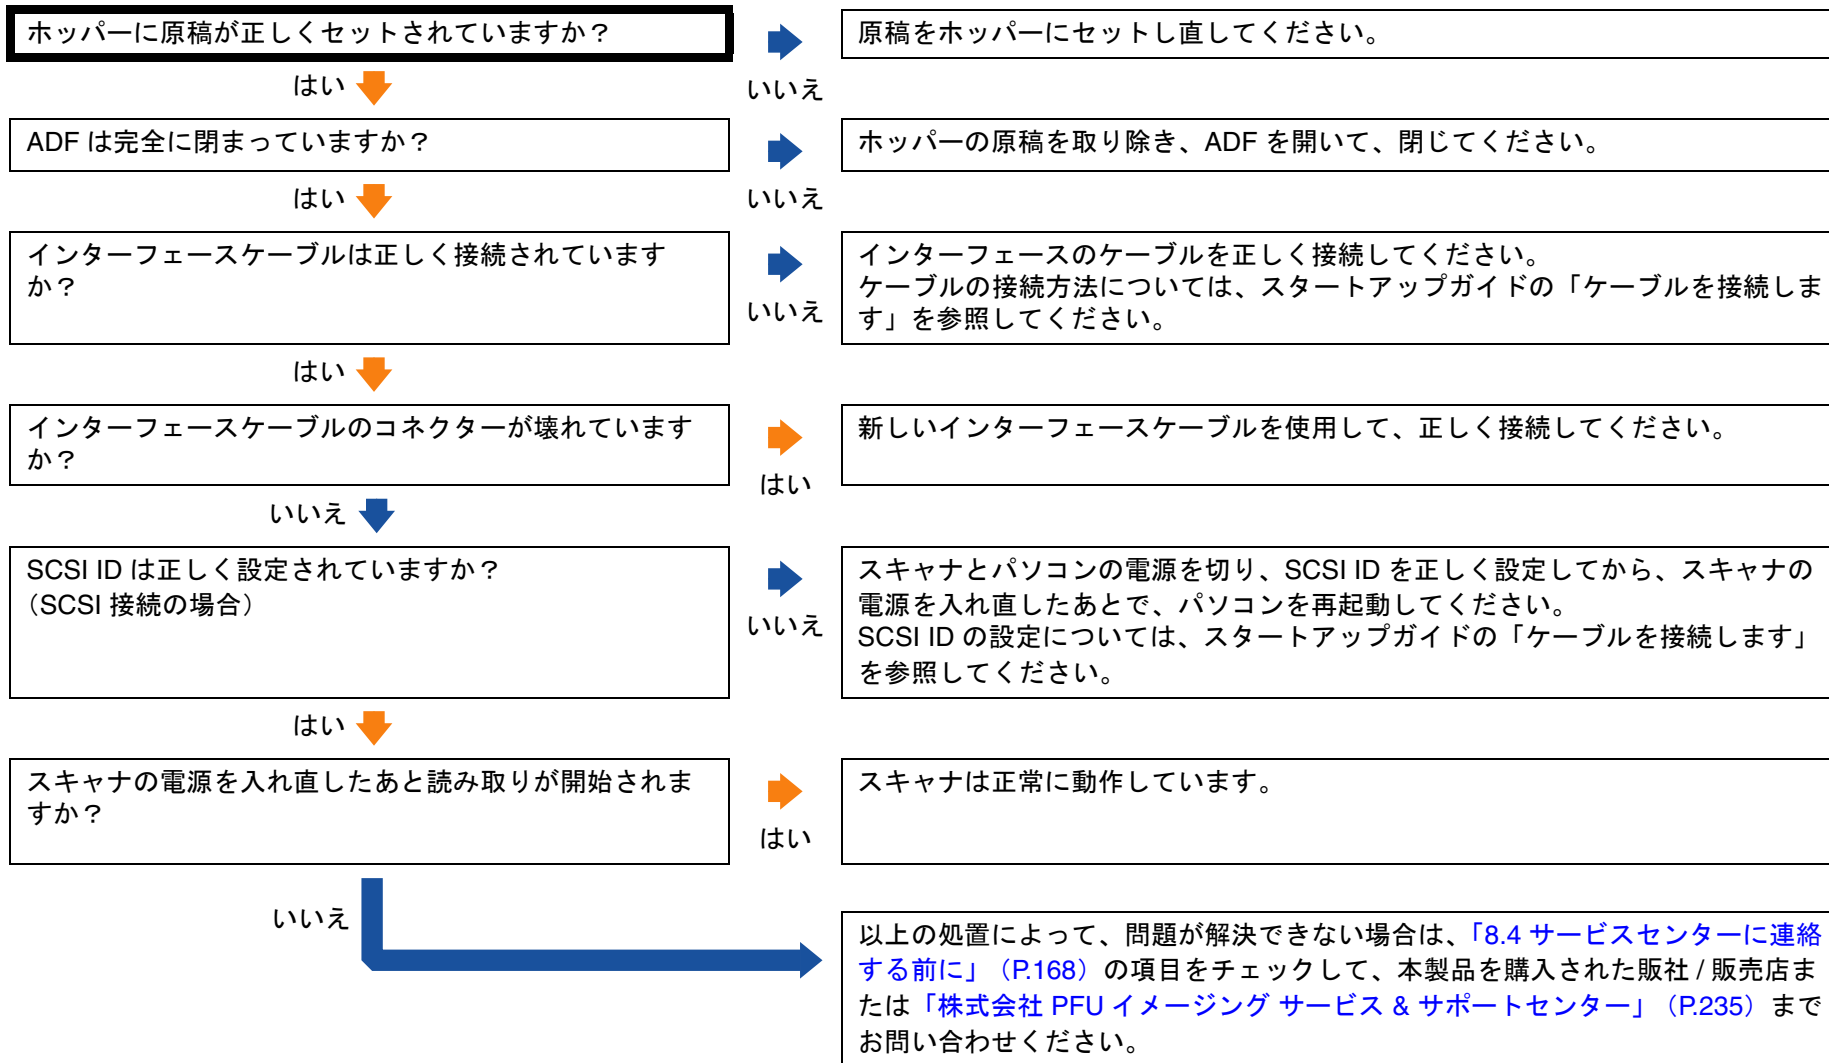 ホッパーに原稿が正しくセットされていますか？
原稿をホッパーにセットし直してください。
はい
いいえ
ADF は完全に閉まっていますか？
ホッパーの原稿を取り除き、ADF を開いて、閉じてください。
はい
いいえ
インターフェースケーブルは正しく接続されています
か？
インターフェースのケーブルを正しく接続してください。
ケーブルの接続方法については、スタートアップガイドの「ケーブルを接続しま
す」を参照してください。
いいえ
はい
インターフェースケーブルのコネクターが壊れています
か？
新しいインターフェースケーブルを使用して、正しく接続してください。
はい
いいえ
SCSI ID は正しく設定されていますか？
（SCSI 接続の場合）
スキャナとパソコンの電源を切り、SCSI ID を正しく設定してから、スキャナの
電源を入れ直したあとで、パソコンを再起動してください。
SCSI ID の設定については、スタートアップガイドの「ケーブルを接続します」
を参照してください。
いいえ
はい
スキャナの電源を入れ直したあと読み取りが開始されま
すか？
スキャナは正常に動作しています。
はい
いいえ
以上の処置によって、問題が解決できない場合は、「8.4 サービスセンターに連絡
する前に」（P.168）の項目をチェックして、本製品を購入された販社 / 販売店ま
たは「株式会社 PFU イメージング サービス & サポートセンター」（P.235）まで
お問い合わせください。